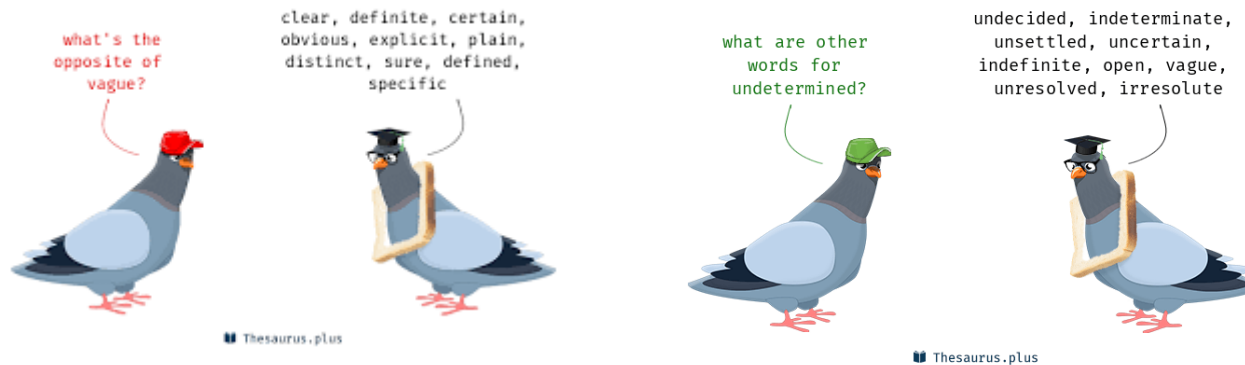 what's the
opposite of
vague?
clear, definite, certain,
obvious, explicit, plain,
distinct, sure, defined,
specific
Thesaurus.plus
what are other
words for
undetermined?
undecided, indeterminate,
unsettled, uncertain,
indefinite, open, vague,
unresolved, irresolute
Thesaurus.plus